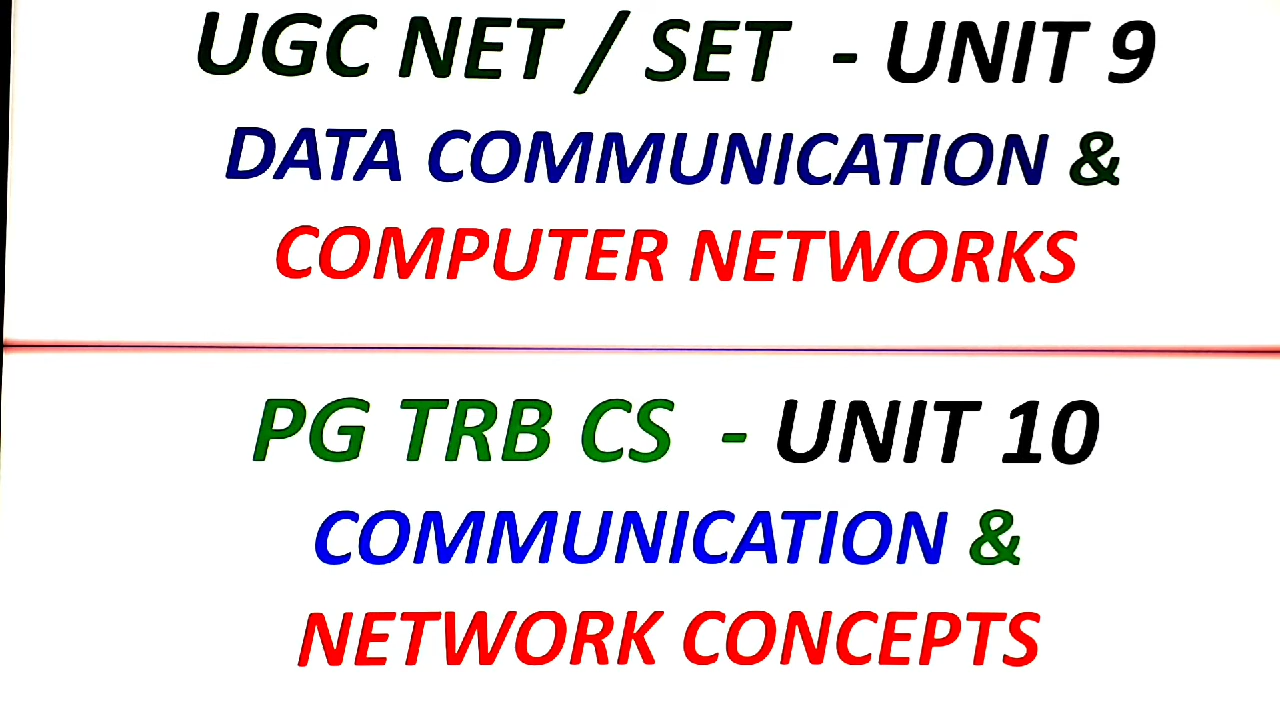 UGC NET / SET - UNIT 9
DATA COMMUNICATION &
COMPUTER NETWORKS
PG TRB CS - UNIT 10
COMMUNICATION &
NETWORK CONCEPTS